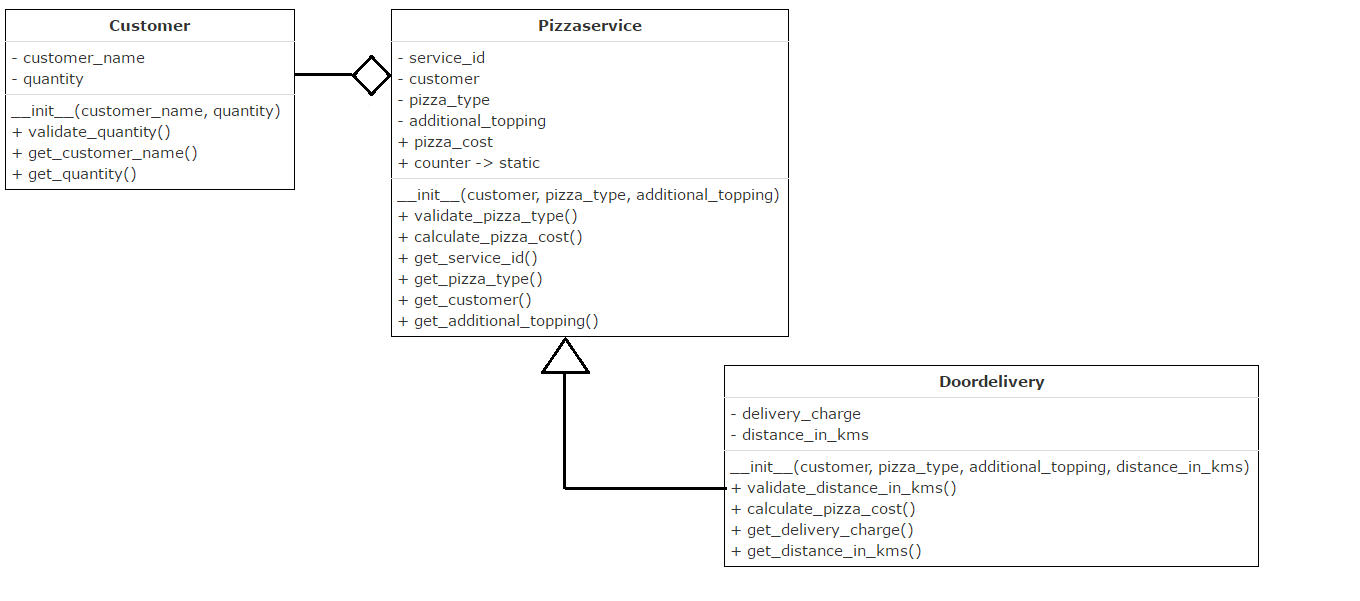 Customer
- customer_name
- quantity
__init__(customer_name, quantity)
+ validate_quantity()
+ get_customer_name()
+ get_quantity()
Pizzaservice
- service_id
- customer
- pizza_type
- additional_topping
+ pizza_cost
+ counter -> static
__init__(customer, pizza_type, additional_topping)
+ validate_pizza_type()
+ calculate_pizza_cost()
+ get_service_id()
+ get_pizza_type()
+ get_customer()
+ get_additional_topping()
Doordelivery
- delivery_charge
- distance_in_kms
__init__(customer, pizza_type, additional_topping, distance_in_kms)
+ validate_distance_in_kms()
+ calculate_pizza_cost()
+ get_delivery_charge()
+ get_distance_in_kms()